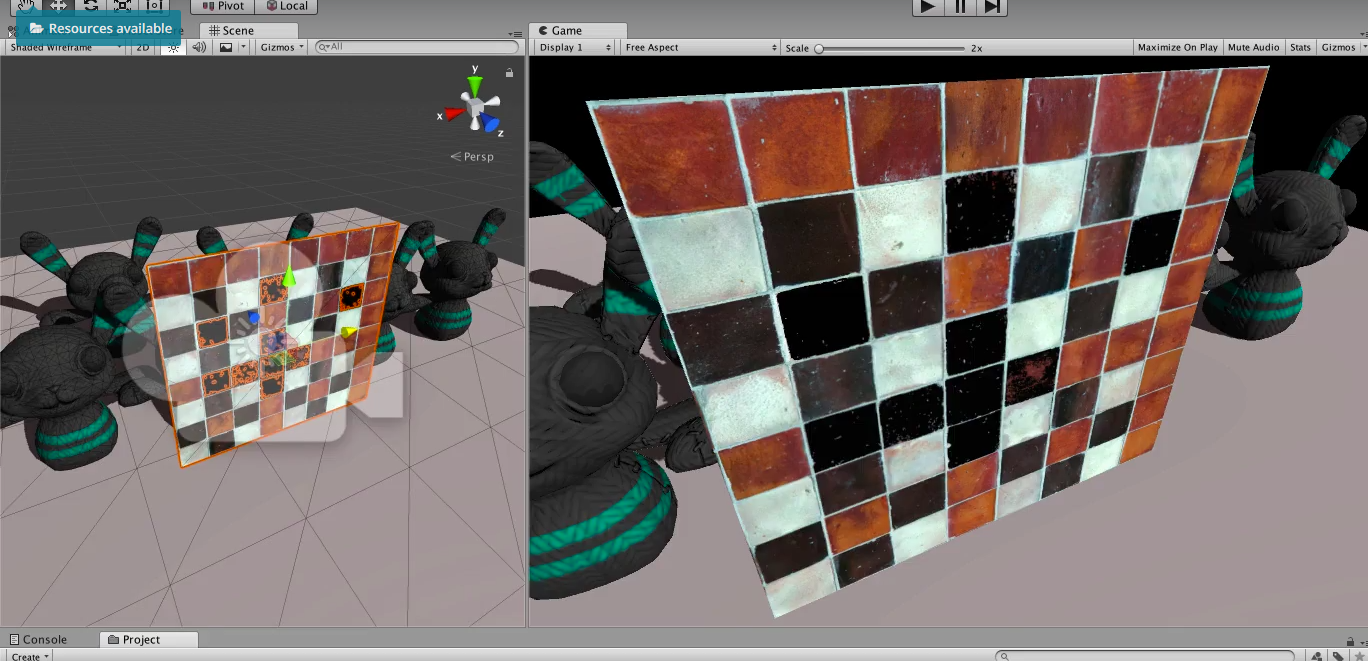 Pivot
Local
Resources available
Scene
Game
Shaded Wireframe
2D
Gizmos
All
Display 1
Free Aspect
Scale
2x
Maximize On Play
Mute Audio
Stats
Gizmos
y
x
z
Persp
Console
Project
Create